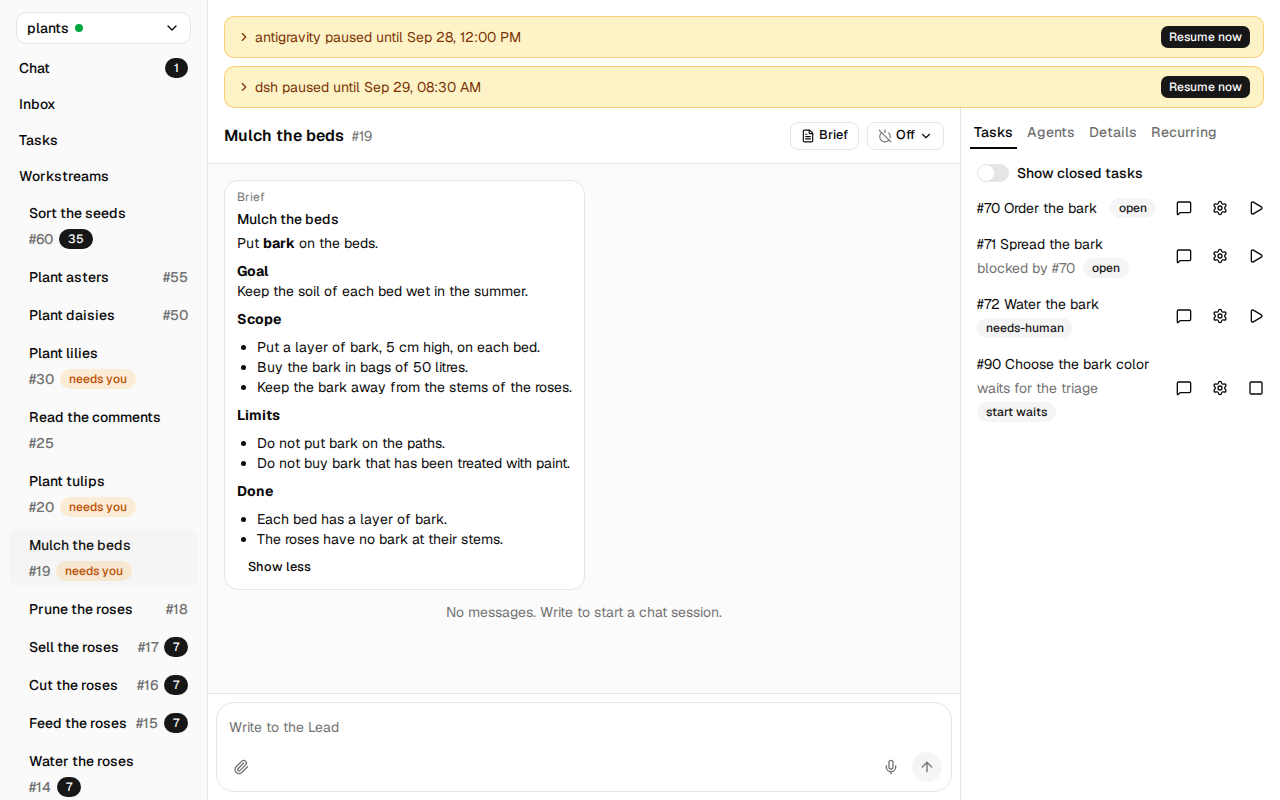 plants
Chat 1
Inbox
Tasks
Workstreams
Sort the seeds
#60 35
Plant asters #55
Plant daisies #50
Plant lilies
#30 needs you
Read the comments
#25
Plant tulips
#20 needs you
Mulch the beds
#19 needs you
Prune the roses #18
Sell the roses #17 7
Cut the roses #16 7
Feed the roses #15 7
Water the roses
#14 7
antigravity paused until Sep 28, 12:00 PM Resume now
dsh paused until Sep 29, 08:30 AM Resume now
Mulch the beds #19 Brief Off
Brief
Mulch the beds
Put bark on the beds.
Goal
Keep the soil of each bed wet in the summer.
Scope
• Put a layer of bark, 5 cm high, on each bed.
• Buy the bark in bags of 50 litres.
• Keep the bark away from the stems of the roses.
Limits
• Do not put bark on the paths.
• Do not buy bark that has been treated with paint.
Done
• Each bed has a layer of bark.
• The roses have no bark at their stems.
Show less
No messages. Write to start a chat session.
Write to the Lead
Tasks Agents Details Recurring
Show closed tasks
#70 Order the bark open
#71 Spread the bark
blocked by #70 open
#72 Water the bark
needs-human
#90 Choose the bark color
waits for the triage
start waits